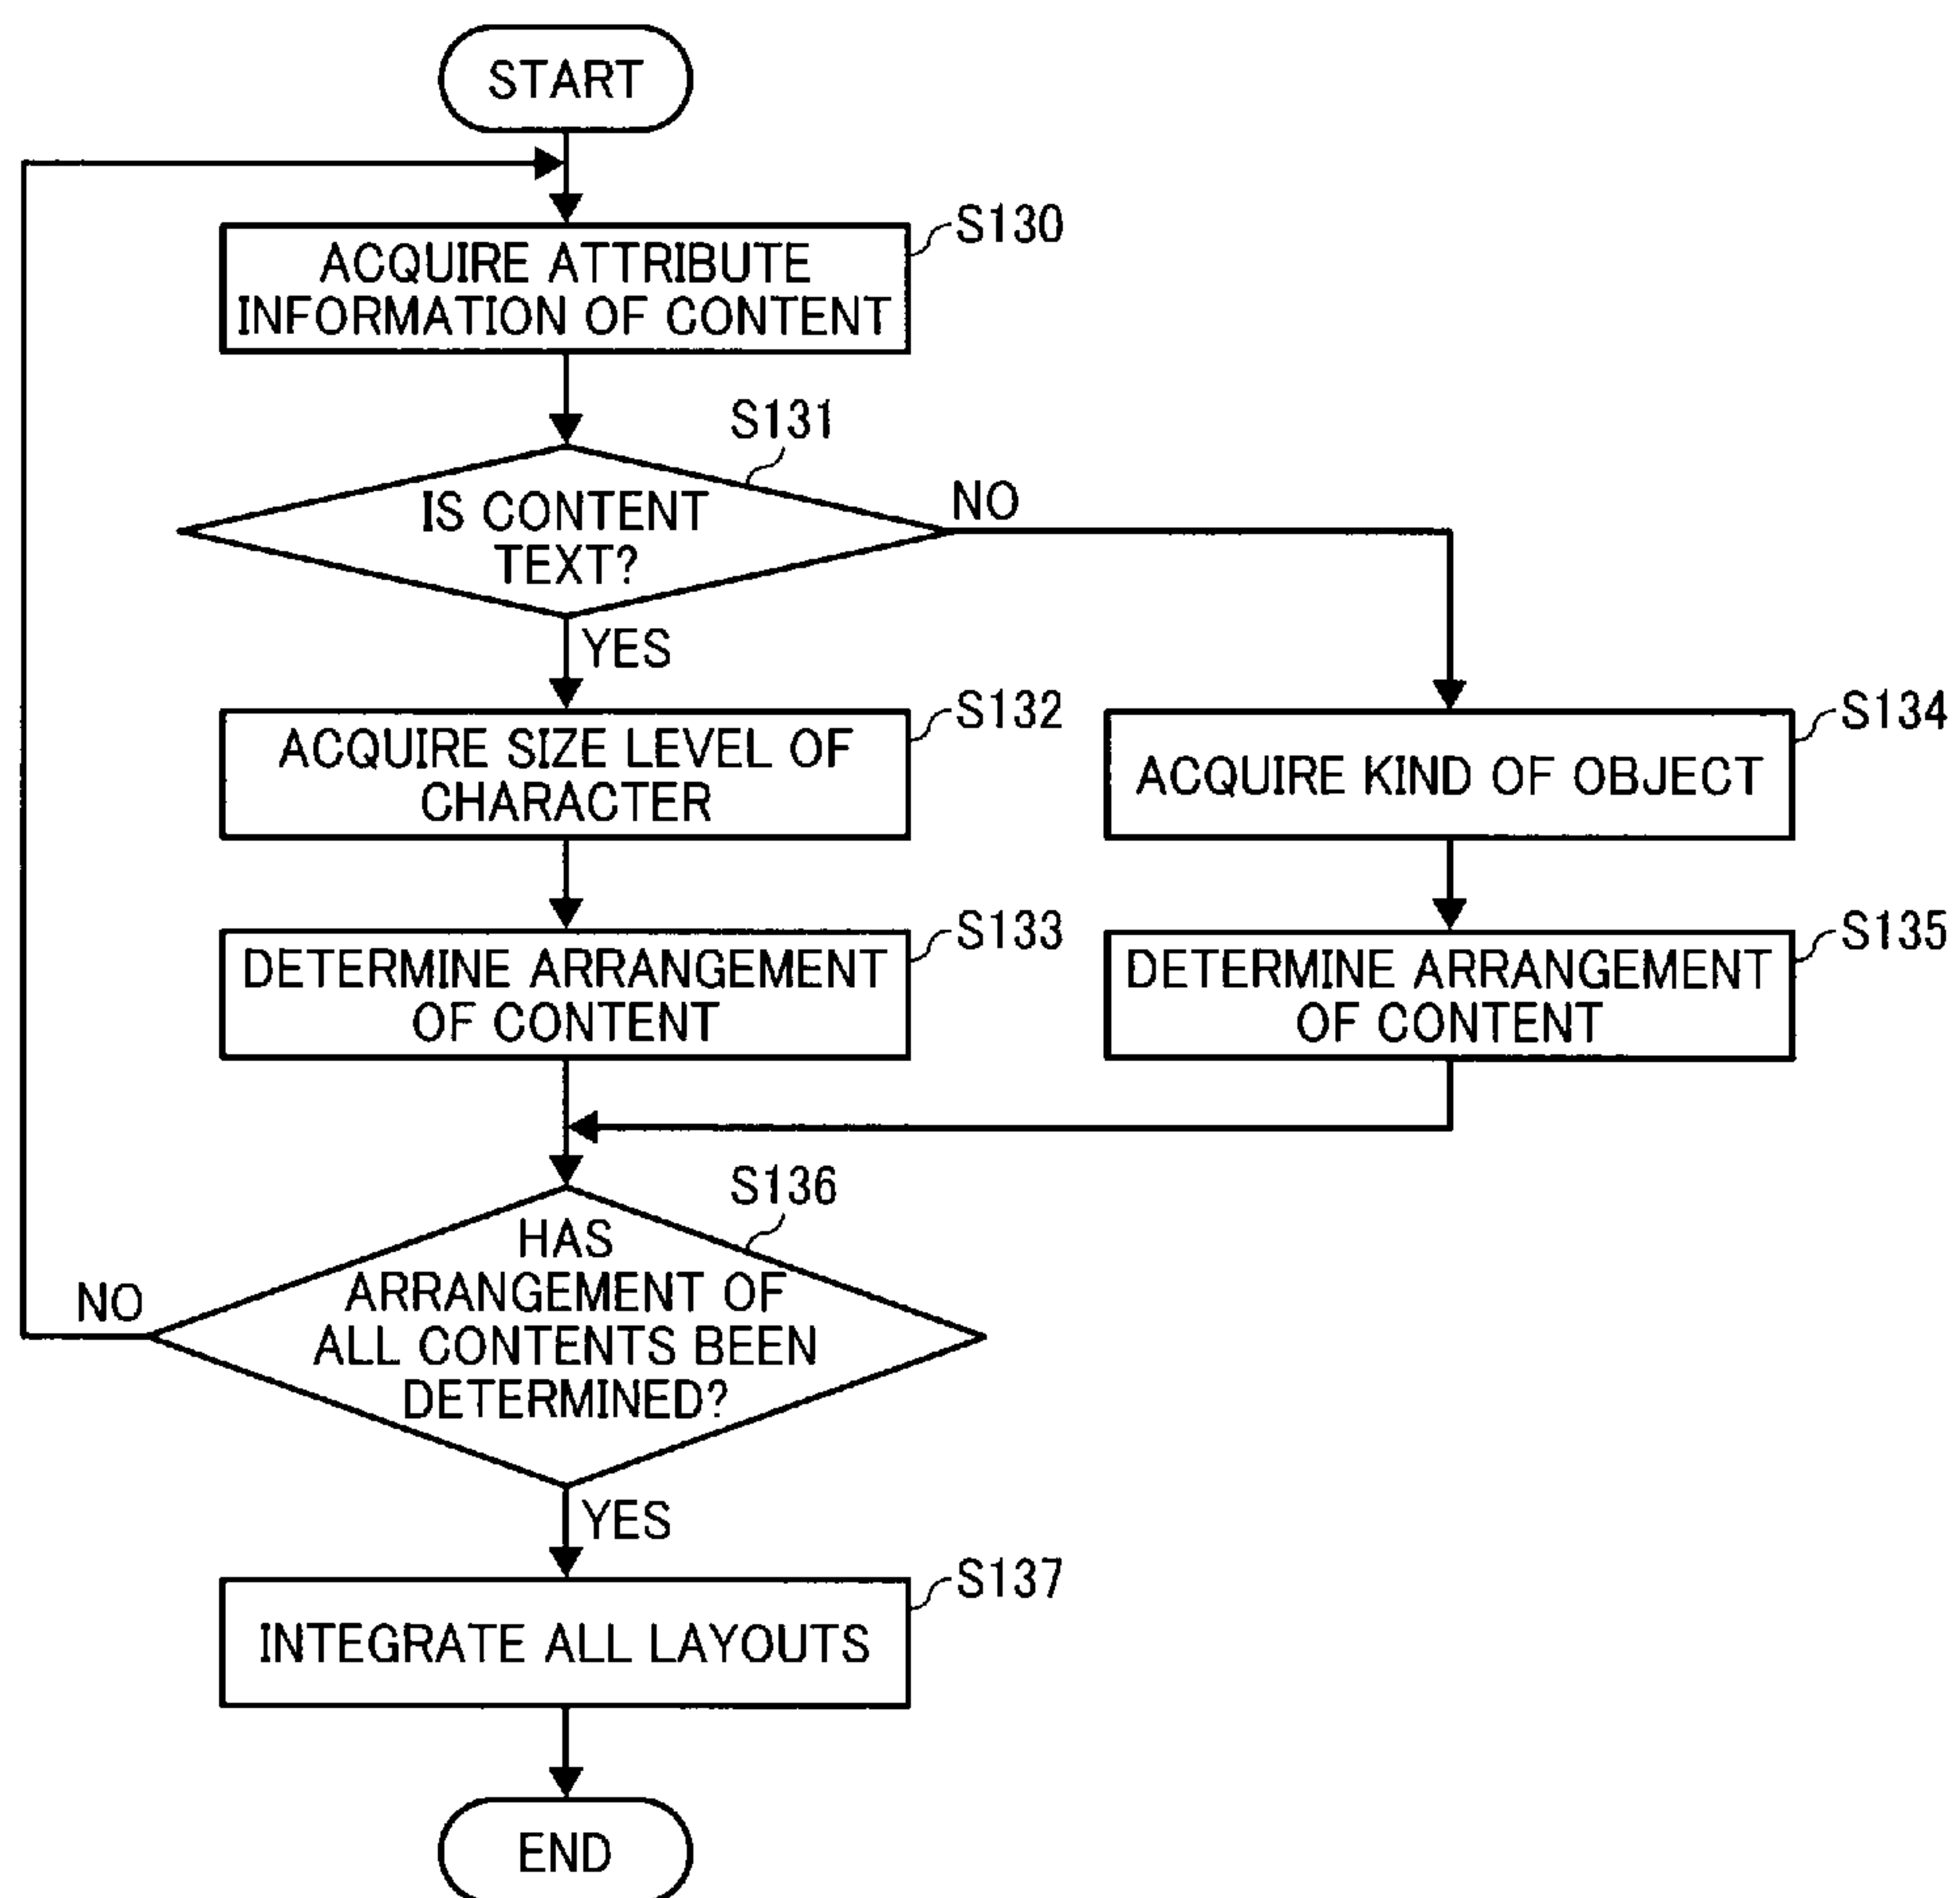 START
S130
ACQUIRE ATTRIBUTE
INFORMATION OF CONTENT
S131
IS CONTENT
TEXT?
NO
YES
S132
ACQUIRE SIZE LEVEL OF
CHARACTER
S134
ACQUIRE KIND OF OBJECT
S133
DETERMINE ARRANGEMENT
OF CONTENT
S135
DETERMINE ARRANGEMENT
OF CONTENT
S136
HAS
ARRANGEMENT OF
ALL CONTENTS BEEN
DETERMINED?
NO
YES
S137
INTEGRATE ALL LAYOUTS
END